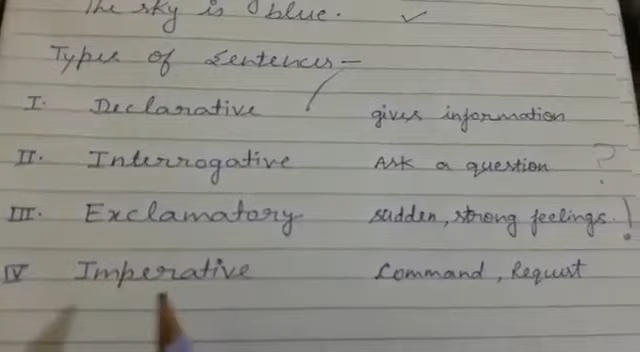 The sky is blue. ✓
Types of Sentences –
I. Declarative gives information
II. Interrogative Ask a question ?
III. Exclamatory sudden, strong feelings. !
IV Imperative Command, Request